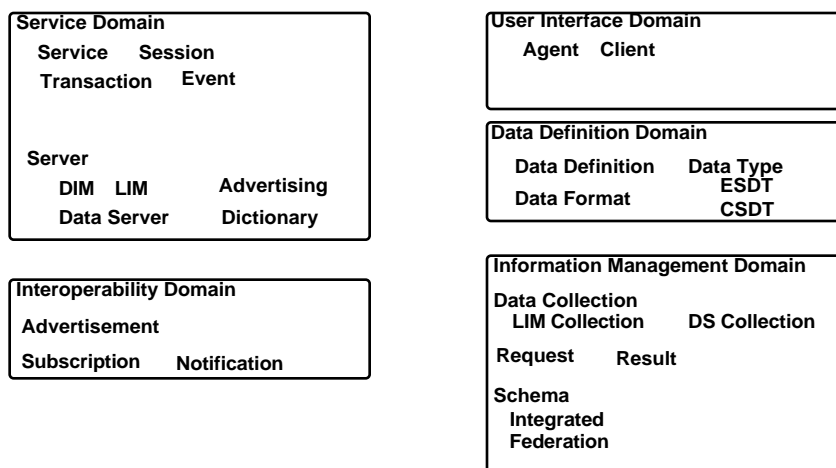 Service Domain
Service Session
Transaction Event
Server
DIM LIM Advertising
Data Server Dictionary
Interoperability Domain
Advertisement
Subscription Notification
User Interface Domain
Agent Client
Data Definition Domain
Data Definition Data Type
ESDT
Data Format
CSDT
Information Management Domain
Data Collection
LIM Collection DS Collection
Request Result
Schema
Integrated
Federation